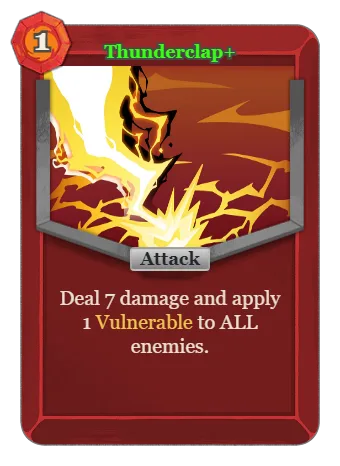 1
Thunderclap+
Attack
Deal 7 damage and apply
1 Vulnerable to ALL
enemies.